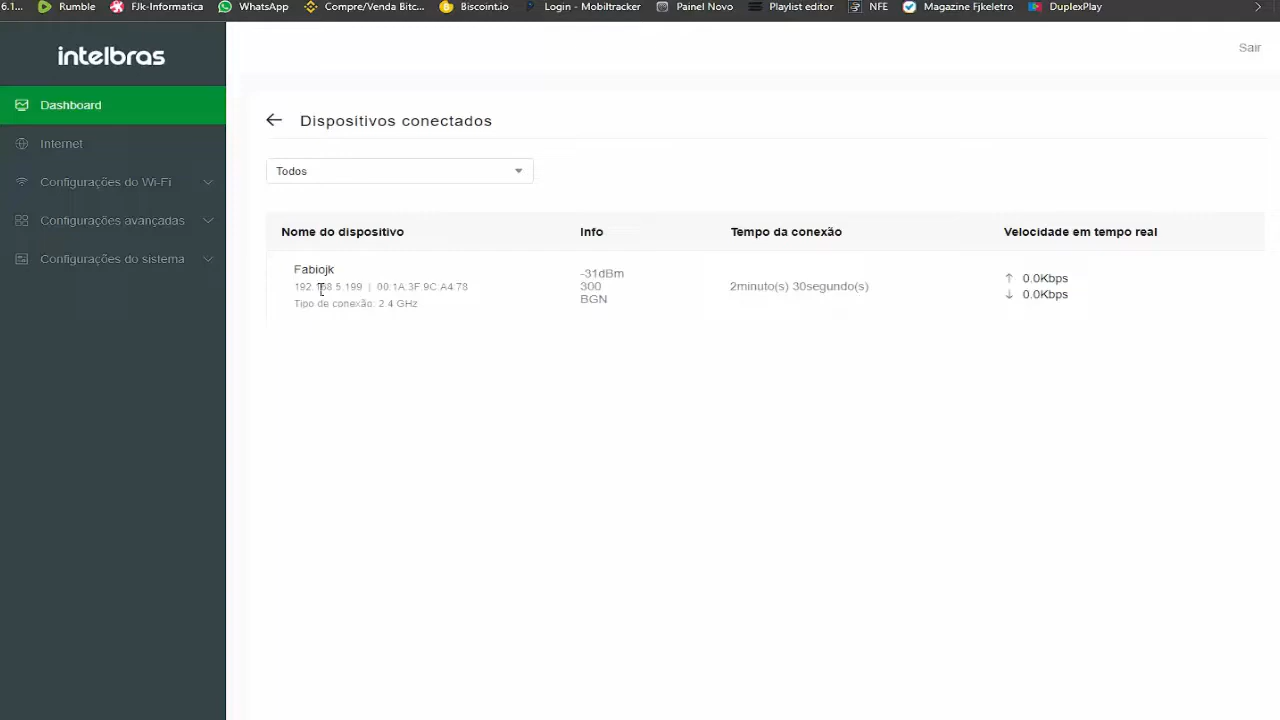 6.1... Rumble FJk-Informatica WhatsApp Compre/Venda Bitc... Biscont.io Login - Mobiltracker Painel Novo Playlist editor NFE Magazine Fjkeletro DuplexPlay
intelbras
Sair
Dashboard
Internet
Configurações do Wi-Fi
Configurações avançadas
Configurações do sistema
Dispositivos conectados
Todos
Nome do dispositivo Info Tempo da conexão Velocidade em tempo real
Fabiojk
192.168.5.199 | 00:1A:3F:9C:A4:78
Tipo de conexão: 2.4 GHz
-31dBm
300
BGN
2minuto(s) 30segundo(s)
↑ 0.0Kbps
↓ 0.0Kbps